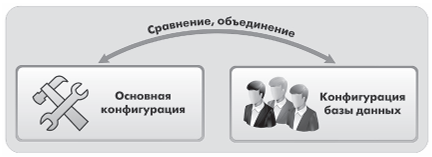 Сравнение, объединение
Основная
конфигурация
Конфигурация
базы данных